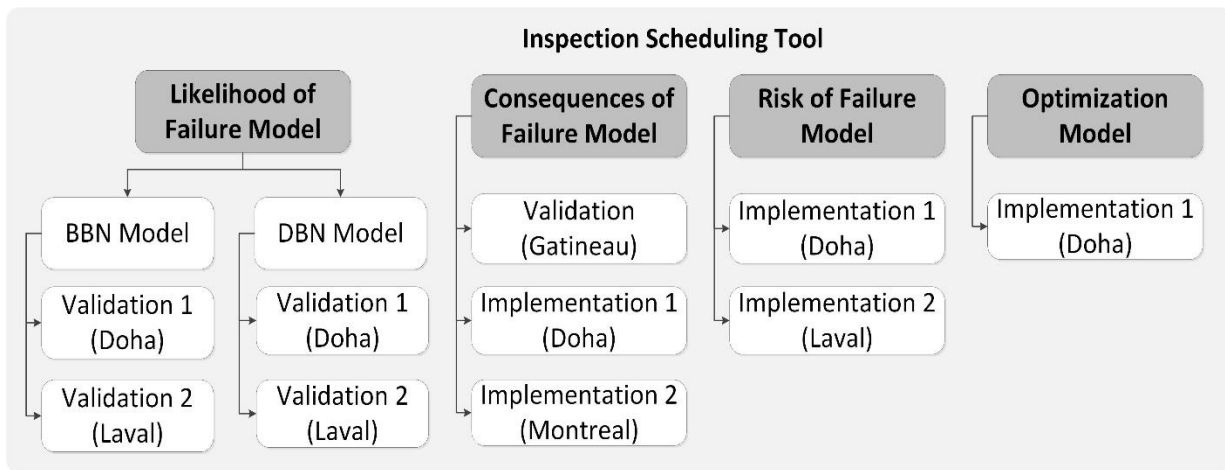 Inspection Scheduling Tool
Likelihood of
Failure Model
BBN Model
Validation 1
(Doha)
Validation 2
(Laval)
DBN Model
Validation 1
(Doha)
Validation 2
(Laval)
Consequences of
Failure Model
Validation
(Gatineau)
Implementation 1
(Doha)
Implementation 2
(Montreal)
Risk of Failure
Model
Implementation 1
(Doha)
Implementation 2
(Laval)
Optimization
Model
Implementation 1
(Doha)